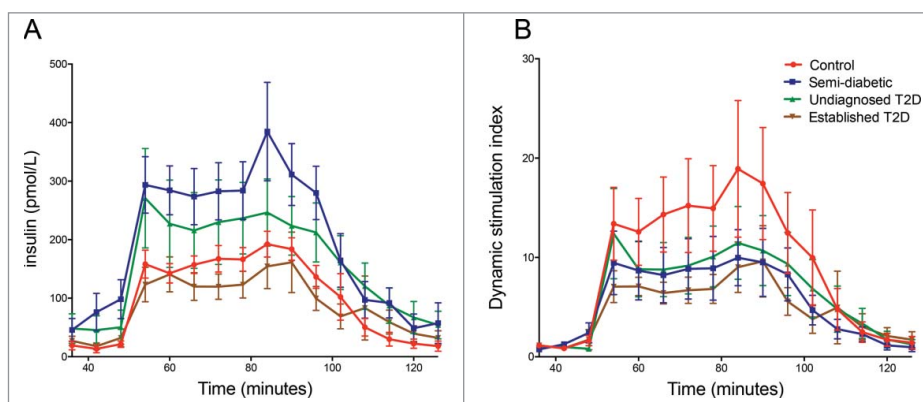 A
insulin (pmol/L)
500
400
300
200
100
0
40
60
80
100
120
Time (minutes)
B
Dynamic stimulation index
30
20
10
0
40
60
80
100
120
Time (minutes)
Control
Semi-diabetic
Undiagnosed T2D
Established T2D